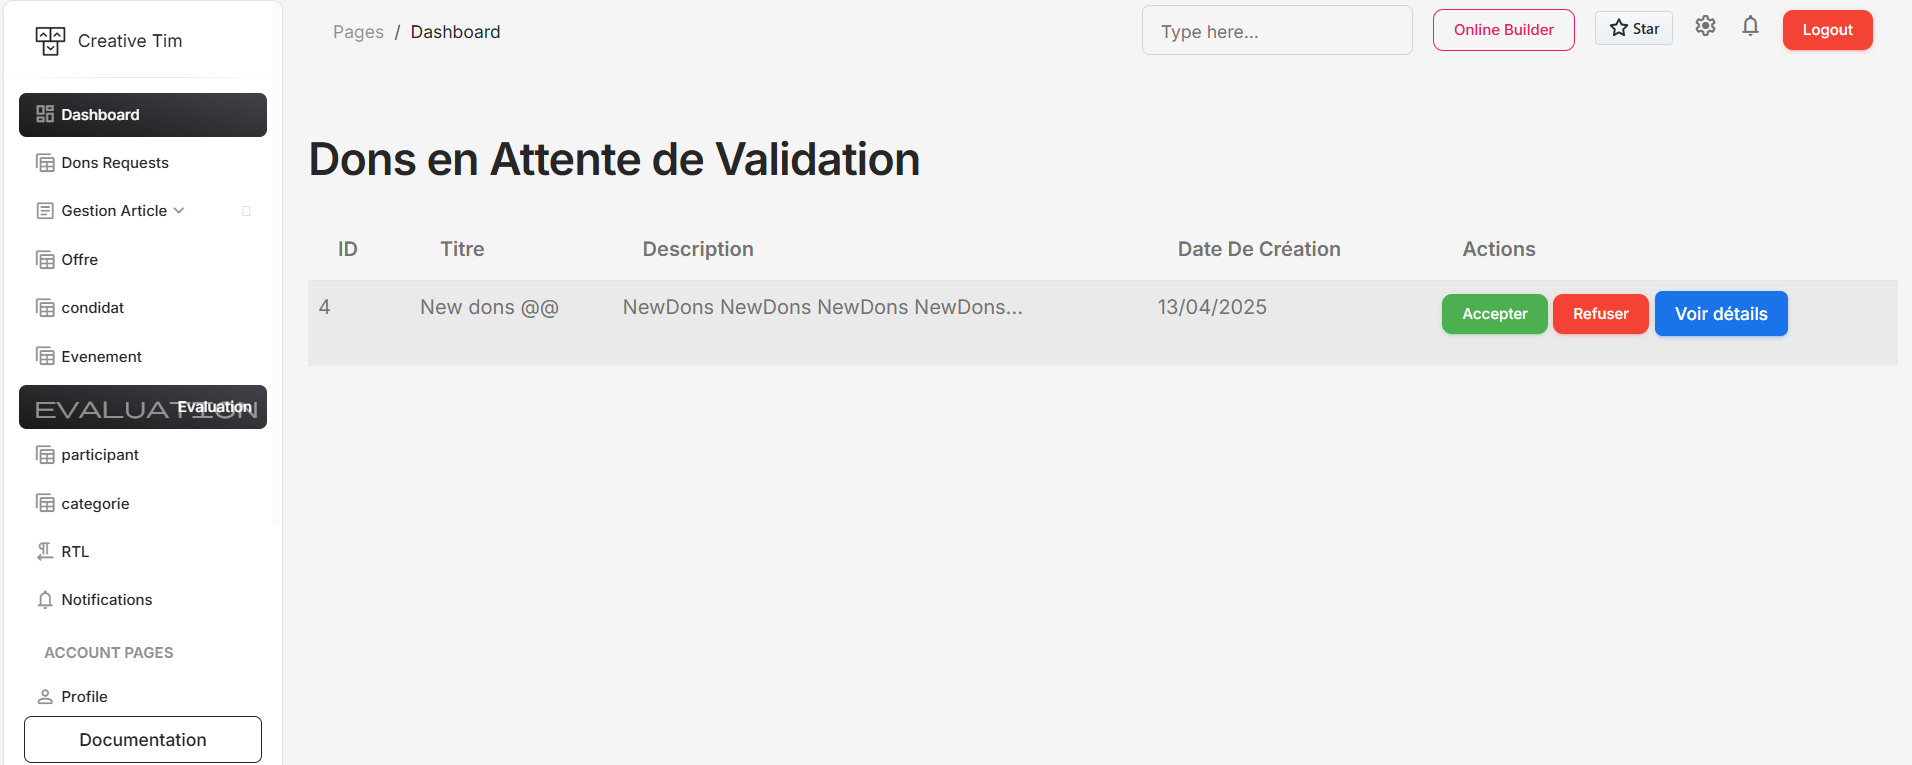 Creative Tim
Dashboard
Dons Requests
Gestion Article
Offre
condidat
Evenement
EVALUATION Evaluation
participant
categorie
RTL
Notifications
ACCOUNT PAGES
Profile
Documentation
Pages / Dashboard
Type here...
Online Builder
Star
Logout
Dons en Attente de Validation
ID Titre Description Date De Création Actions
4 New dons @@ NewDons NewDons NewDons NewDons... 13/04/2025 Accepter Refuser Voir détails